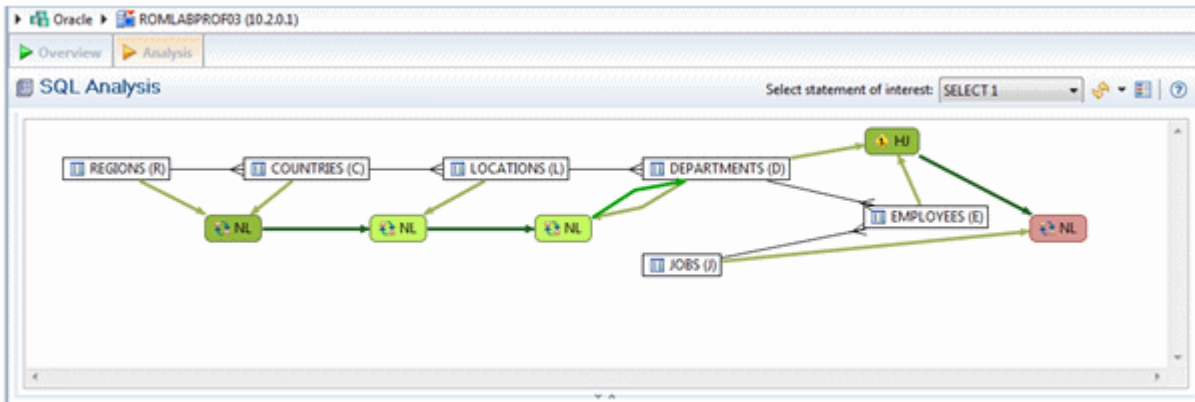 Oracle ROMLABPROF03 (10.2.0.1)
Overview Analysis
SQL Analysis
Select statement of interest: SELECT 1
HJ
REGIONS (R) COUNTRIES (C) LOCATIONS (L) DEPARTMENTS (D)
EMPLOYEES (E)
NL NL NL NL
JOBS (J)